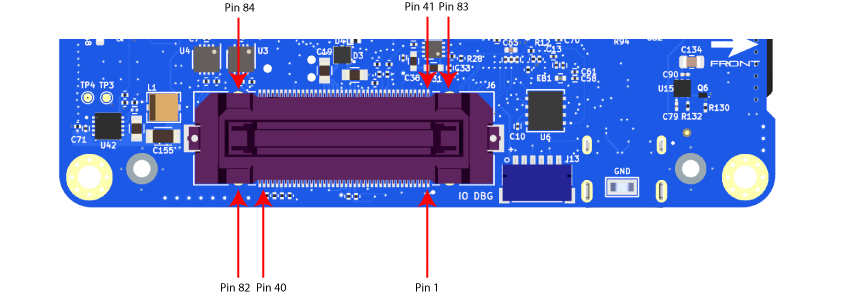 Pin 84
Pin 41
Pin 83
D4
U4
U3
C19
D3
R28
C38
C33
R12
C13
C70
R94
C61
C58
EB1
C134
FRONT
C90
U15
Q6
C79
R132
R130
TP4
TP3
L1
J6
C71
U42
C155
C10
U6
J13
GND
IO DBG
Pin 82
Pin 40
Pin 1